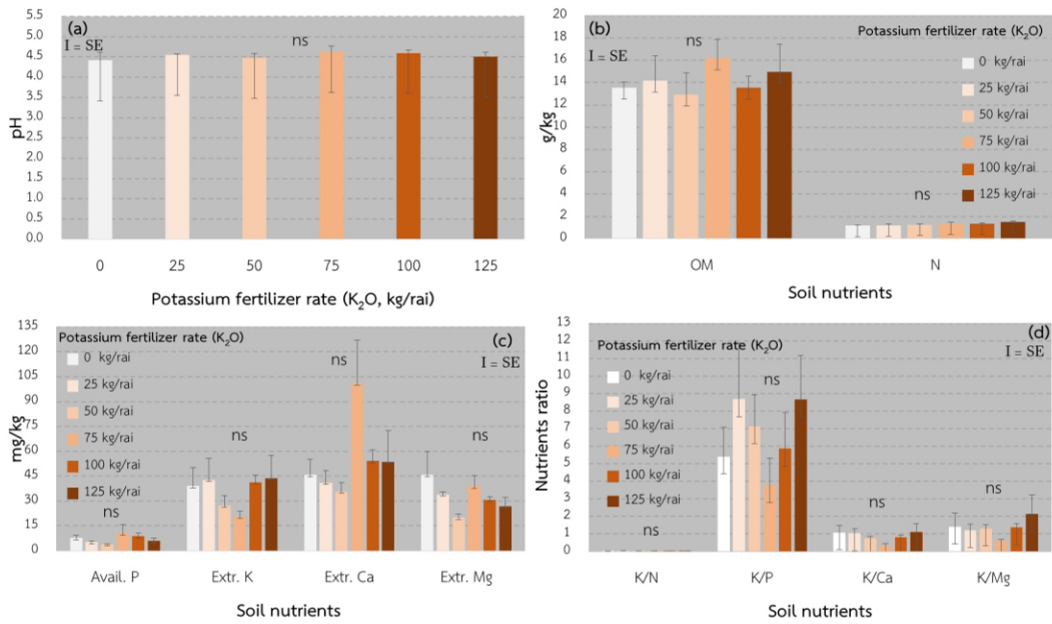 (a)
I = SE
ns
pH
5.5
5.0
4.5
4.0
3.5
3.0
2.5
2.0
1.5
1.0
0.5
0.0
0 25 50 75 100 125
Potassium fertilizer rate (K₂O, kg/rai)
(b)
I = SE
ns
ns
Potassium fertilizer rate (K₂O)
0 kg/rai
25 kg/rai
50 kg/rai
75 kg/rai
100 kg/rai
125 kg/rai
g/kg
20
18
16
14
12
10
8
6
4
2
0
OM N
Soil nutrients
(c)
I = SE
Potassium fertilizer rate (K₂O)
0 kg/rai
25 kg/rai
50 kg/rai
75 kg/rai
100 kg/rai
125 kg/rai
ns
ns
ns
ns
mg/kg
135
120
105
90
75
60
45
30
15
0
Avail. P Extr. K Extr. Ca Extr. Mg
Soil nutrients
(d)
I = SE
Potassium fertilizer rate (K₂O)
0 kg/rai
25 kg/rai
50 kg/rai
75 kg/rai
100 kg/rai
125 kg/rai
ns
ns
ns
ns
Nutrients ratio
13
12
11
10
9
8
7
6
5
4
3
2
1
0
K/N K/P K/Ca K/Mg
Soil nutrients